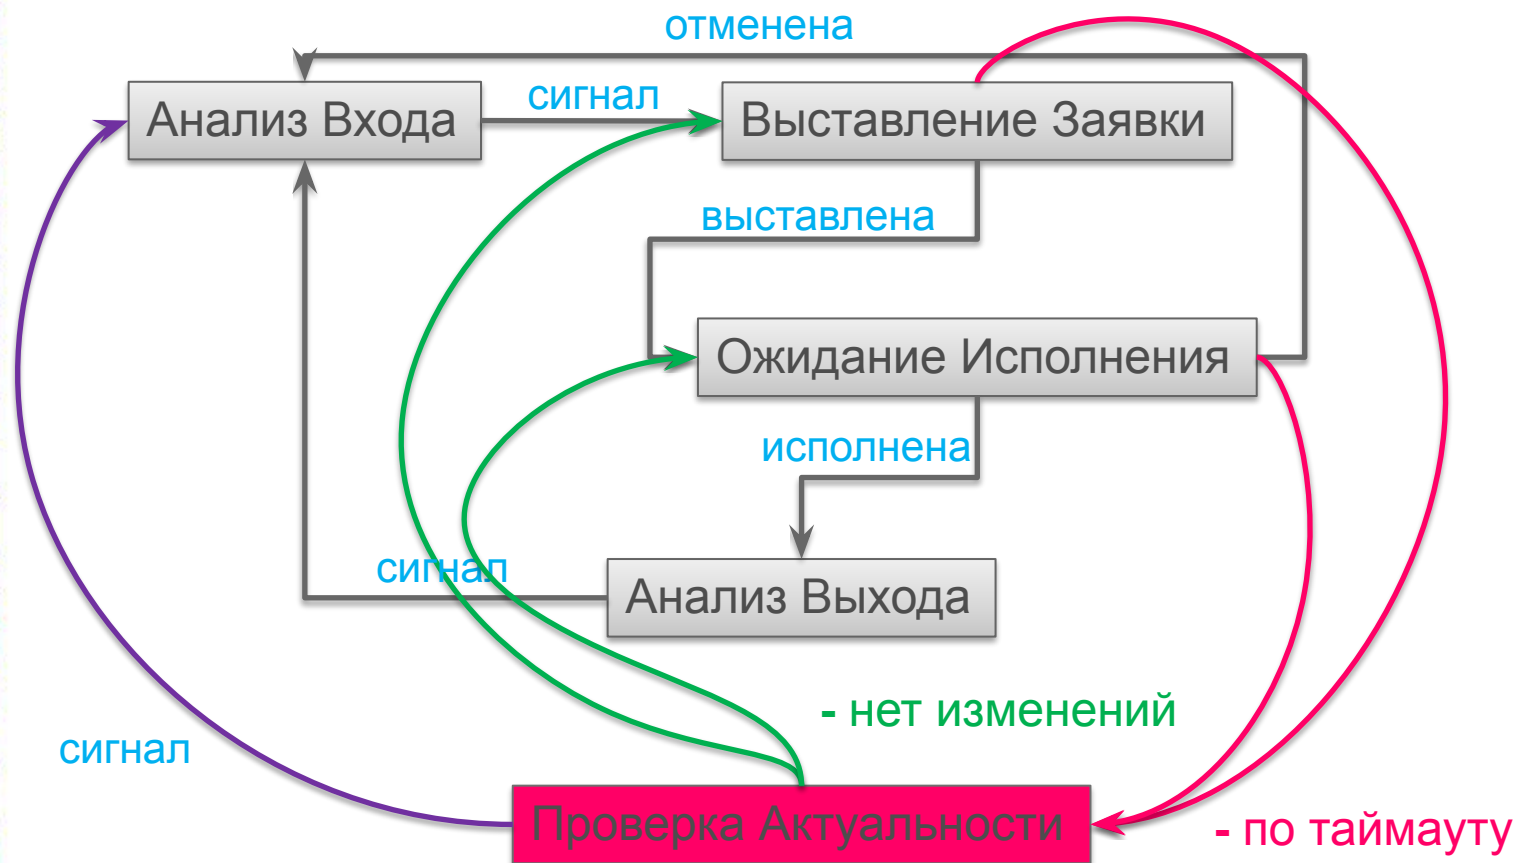 отменена
сигнал
Анализ Входа
Выставление Заявки
выставлена
Ожидание Исполнения
исполнена
сигнал
Анализ Выхода
- нет изменений
сигнал
Проверка Актуальности
- по таймауту